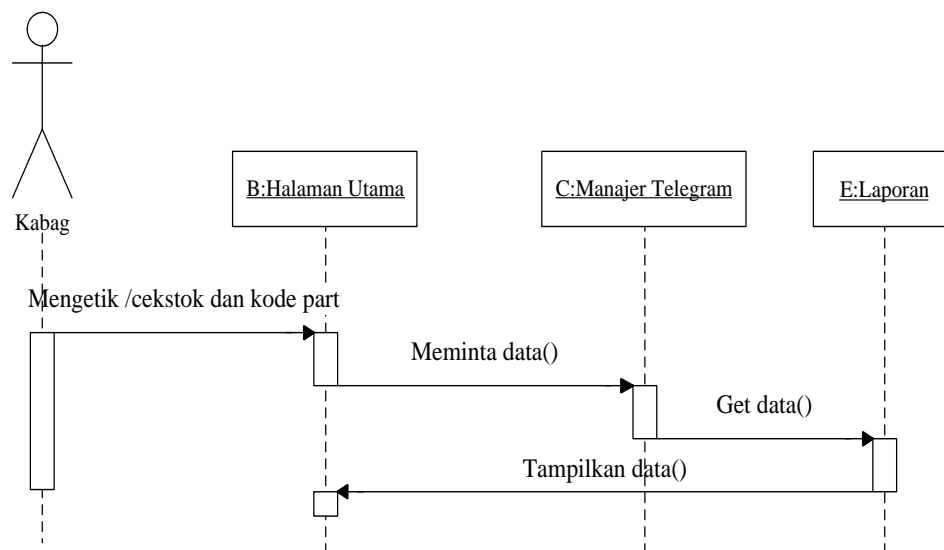 Kabag
B:Halaman Utama
C:Manajer Telegram
E:Laporan
Mengetik /cekstok dan kode part
Meminta data()
Get data()
Tampilkan data()